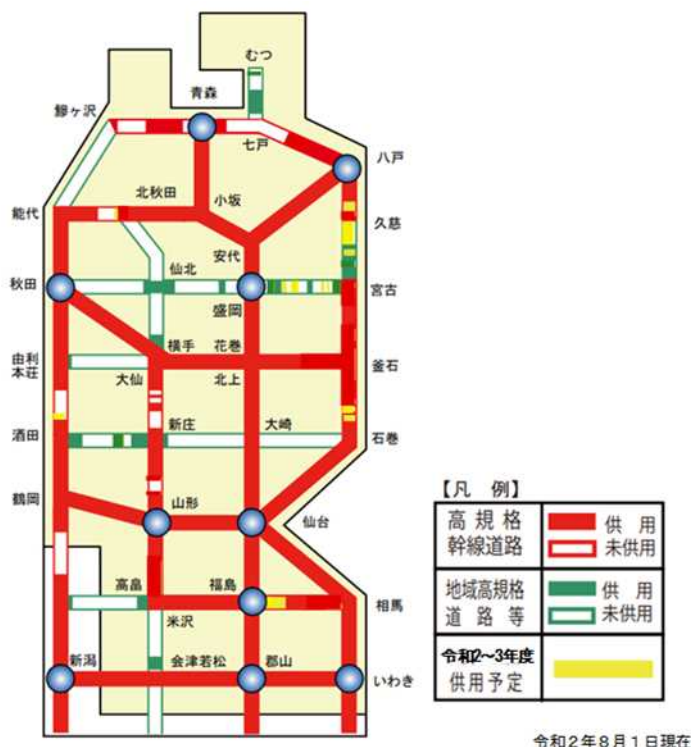 むつ
青森
鰺ヶ沢
七戸
八戸
北秋田
小坂
能代
久慈
安代
仙北
秋田
宮古
盛岡
横手
花巻
由利
本荘
釜石
大仙
北上
新庄
大崎
酒田
石巻
鶴岡
山形
仙台
高畠
福島
相馬
米沢
新潟
会津若松
郡山
いわき
【凡 例】
高規格
幹線道路
供用
未供用
地域高規格
道路等
供用
未供用
令和2~3年度
供用予定
令和2年8月1日現在